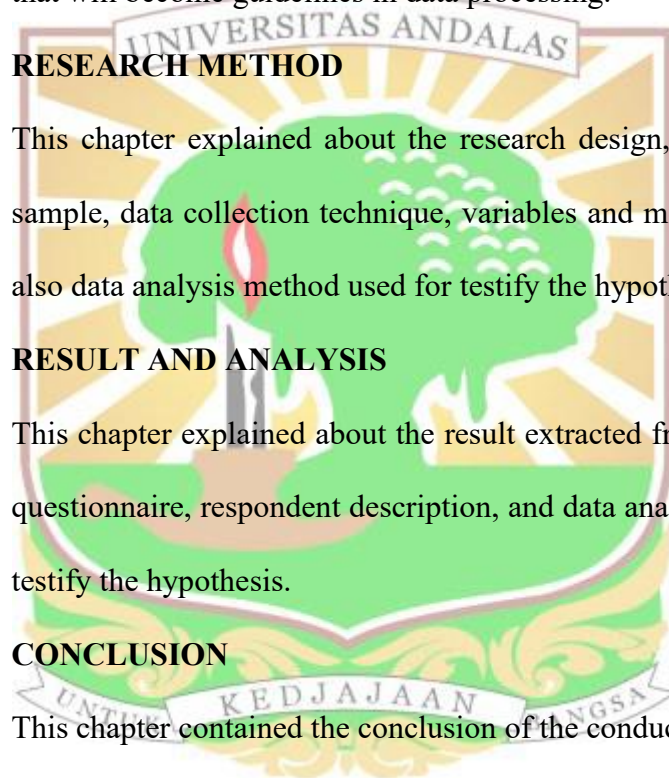 that will become guidelines in data processing.
UNIVERSITAS ANDALAS
RESEARCH METHOD
This chapter explained about the research design,
sample, data collection technique, variables and m
also data analysis method used for testify the hypoth
RESULT AND ANALYSIS
This chapter explained about the result extracted fr
questionnaire, respondent description, and data ana
testify the hypothesis.
CONCLUSION
UNTUK KEDJAJAAN BANGSA
This chapter contained the conclusion of the conduc